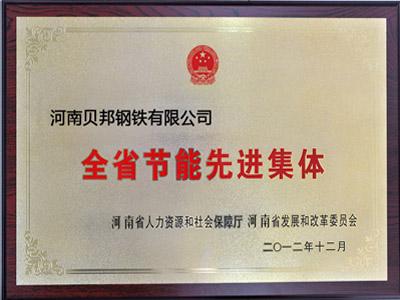 河南贝邦钢铁有限公司
全省节能先进集体
河南省人力资源和社会保障厅 河南省发展和改革委员会
二〇一二年十二月